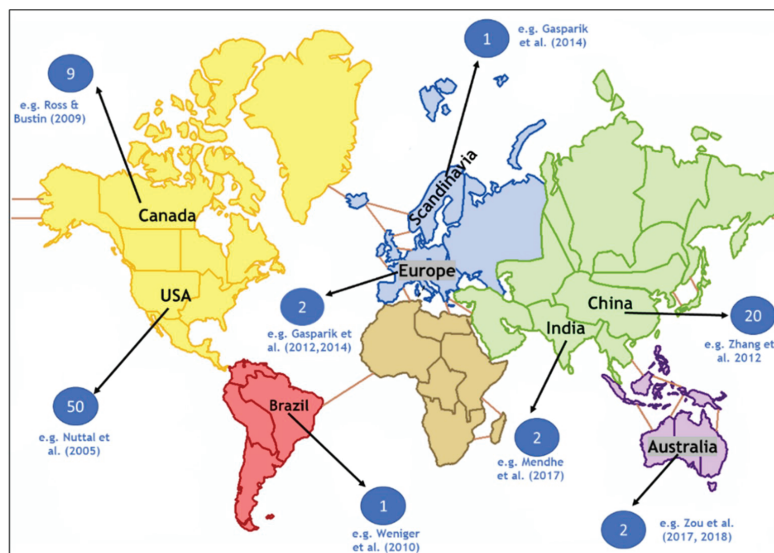 1
e.g. Gasparik
et al. (2014)
9
e.g. Ross &
Bustin (2009)
Scandinavia
Canada
Europe
USA
China
2
e.g. Gasparik et
al. (2012,2014)
India
20
e.g. Zhang et
al. 2012
Brazil
50
e.g. Nuttal et
al. (2005)
2
e.g. Mendhe
et al. (2017)
Australia
1
e.g. Weniger
et al. (2010)
2
e.g. Zou et al.
(2017, 2018)